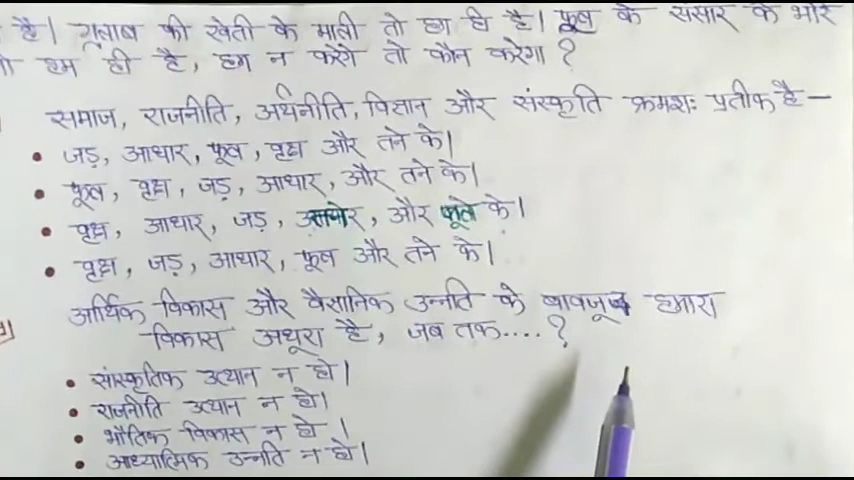 है। गुलाब की खेती के माली तो हम ही है। फूल के संसार के भौरे
तो हम ही है, हम न करेगे तो कौन करेगा?
समाज, राजनीति, अर्थनीति, विज्ञान और संस्कृति क्रमशः प्रतीक है -
• जड़, आधार, फूल, वृक्ष और तने के।
• फूल, वृक्ष, जड़, आधार, और तने के।
• वृक्ष, आधार, जड़, और के।
• वृक्ष, जड़, आधार, फूल और तने के।
आर्थिक विकास और वैज्ञानिक उन्नति के बावजूद हमारा
विकास अधूरा है, जब तक....?
• सांस्कृतिक उत्थान न हो।
• राजनीति उत्थान न हो।
• भौतिक विकास न हो।
• आध्यात्मिक उन्नति न हो।